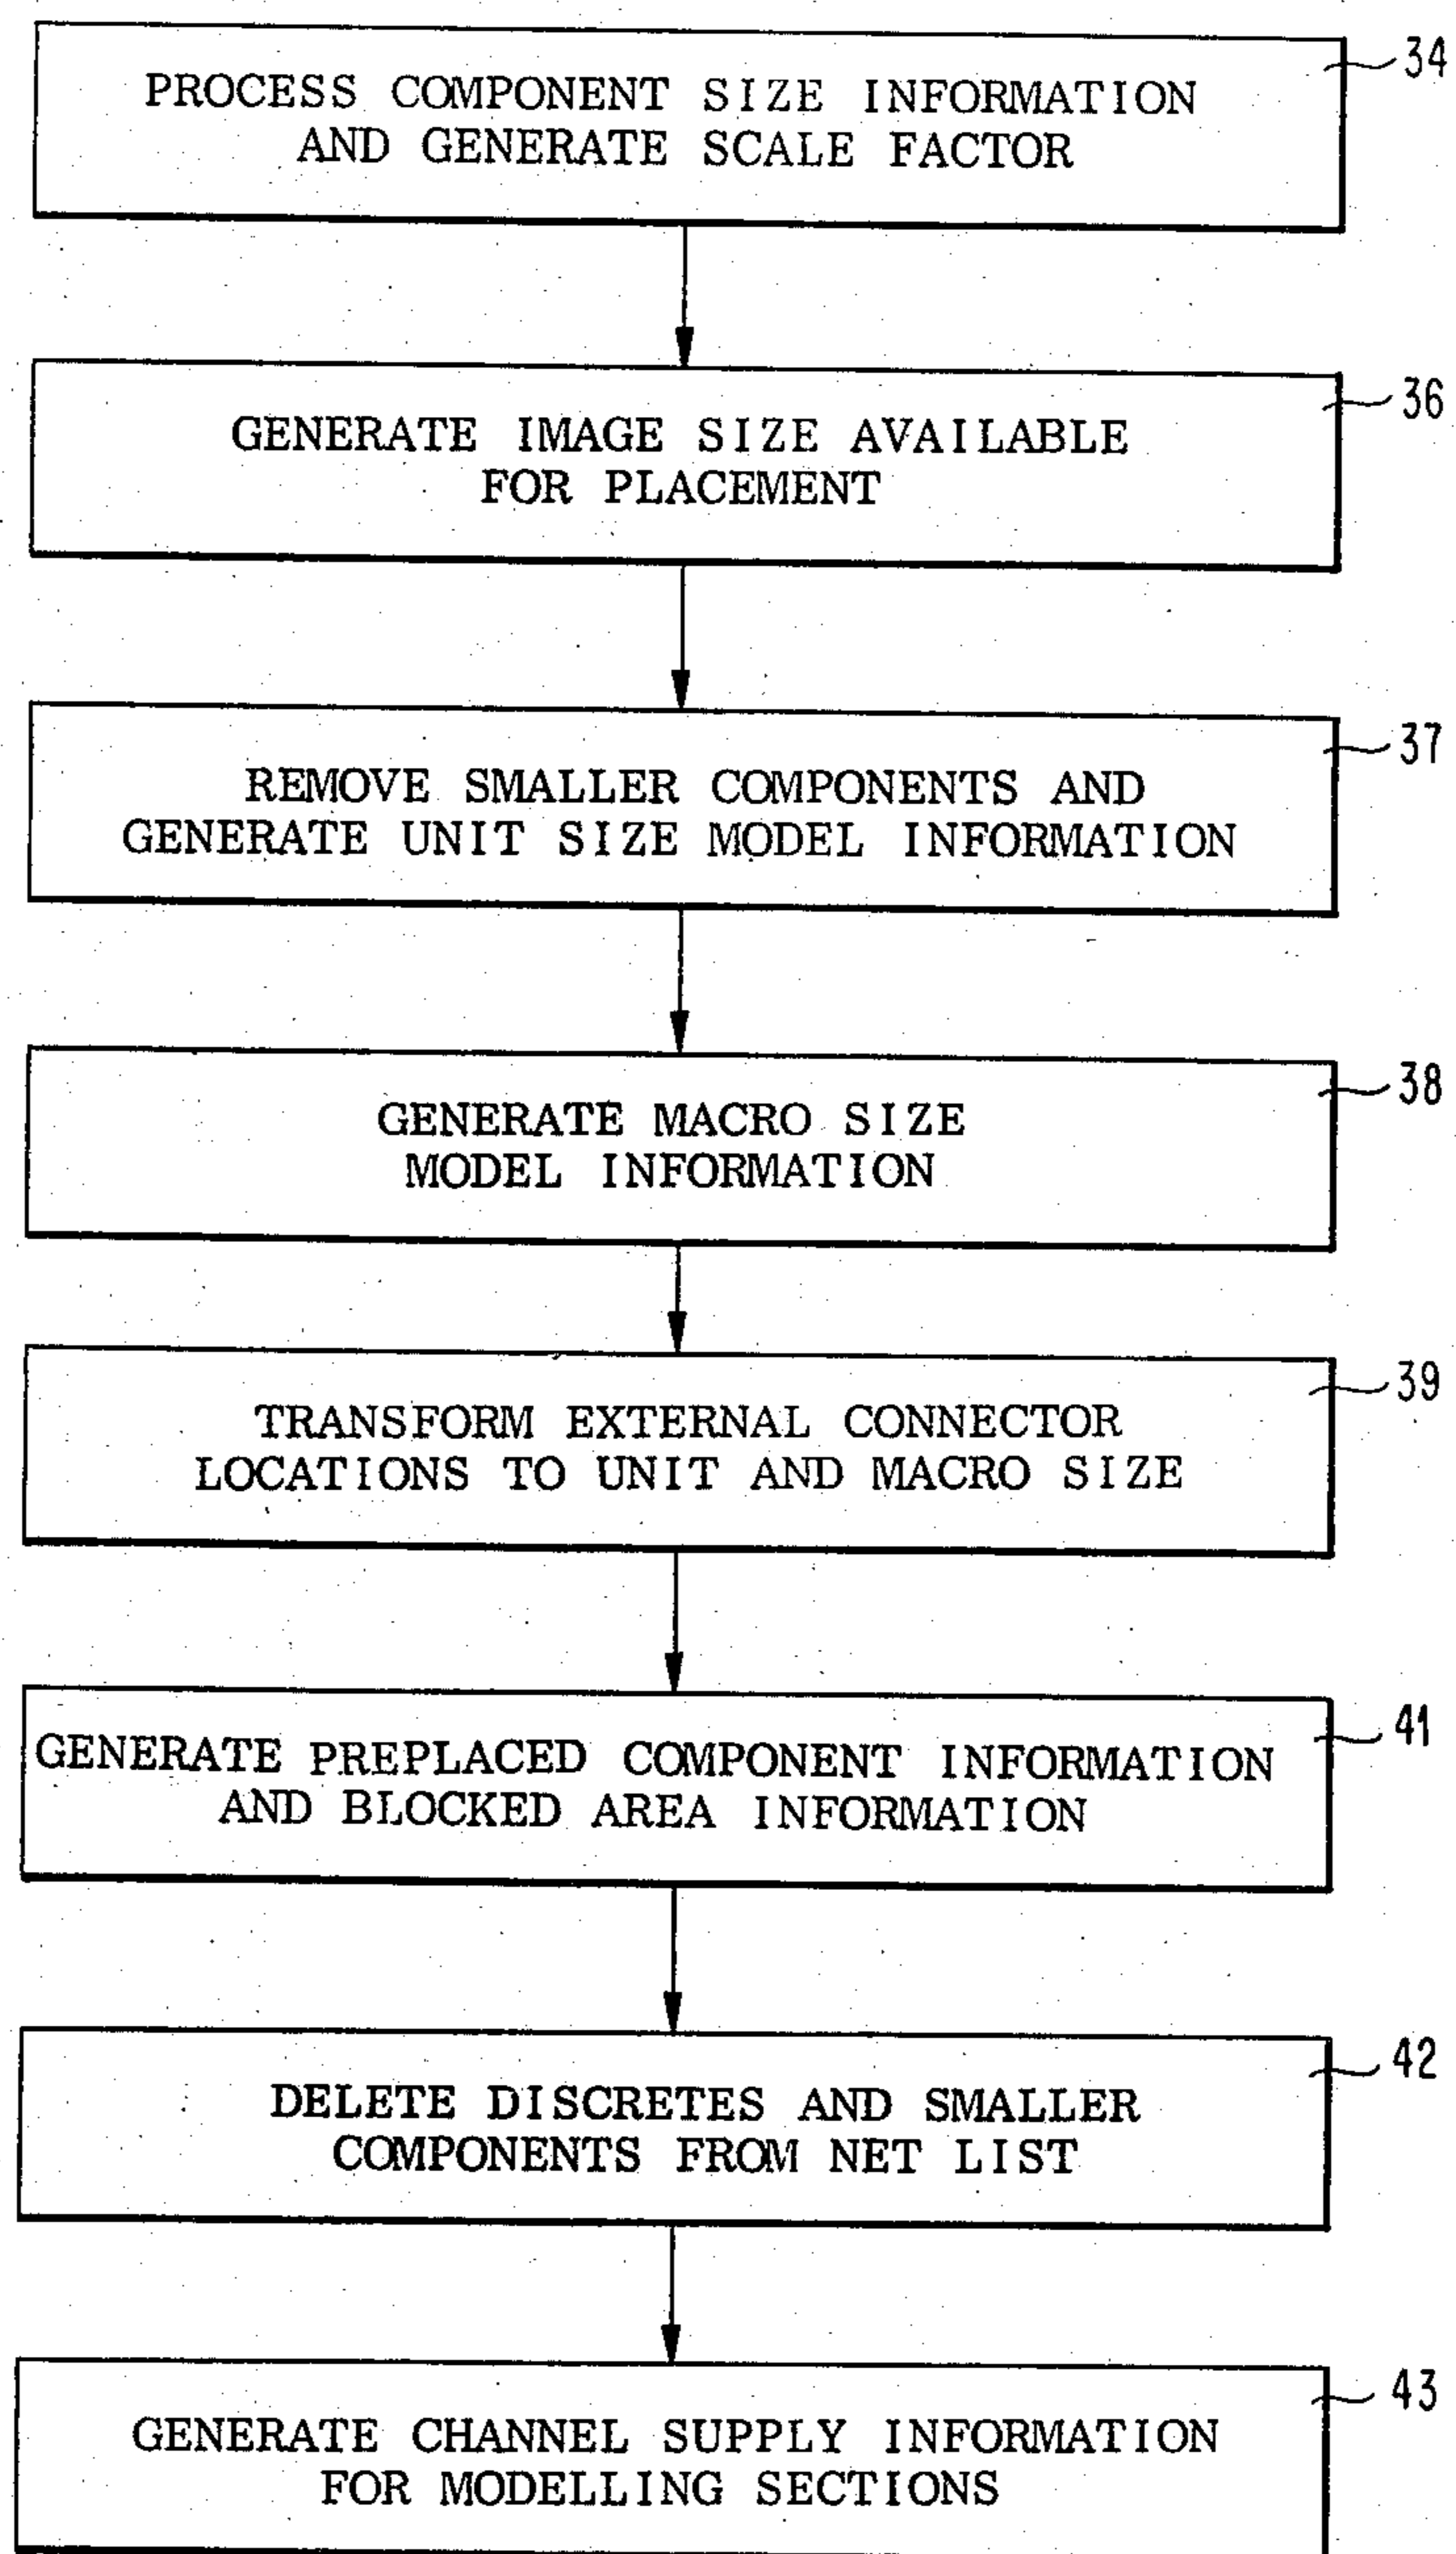 34
PROCESS COMPONENT SIZE INFORMATION
AND GENERATE SCALE FACTOR
36
GENERATE IMAGE SIZE AVAILABLE
FOR PLACEMENT
37
REMOVE SMALLER COMPONENTS AND
GENERATE UNIT SIZE MODEL INFORMATION
38
GENERATE MACRO SIZE
MODEL INFORMATION
39
TRANSFORM EXTERNAL CONNECTOR
LOCATIONS TO UNIT AND MACRO SIZE
41
GENERATE PREPLACED COMPONENT INFORMATION
AND BLOCKED AREA INFORMATION
42
DELETE DISCRETES AND SMALLER
COMPONENTS FROM NET LIST
43
GENERATE CHANNEL SUPPLY INFORMATION
FOR MODELLING SECTIONS